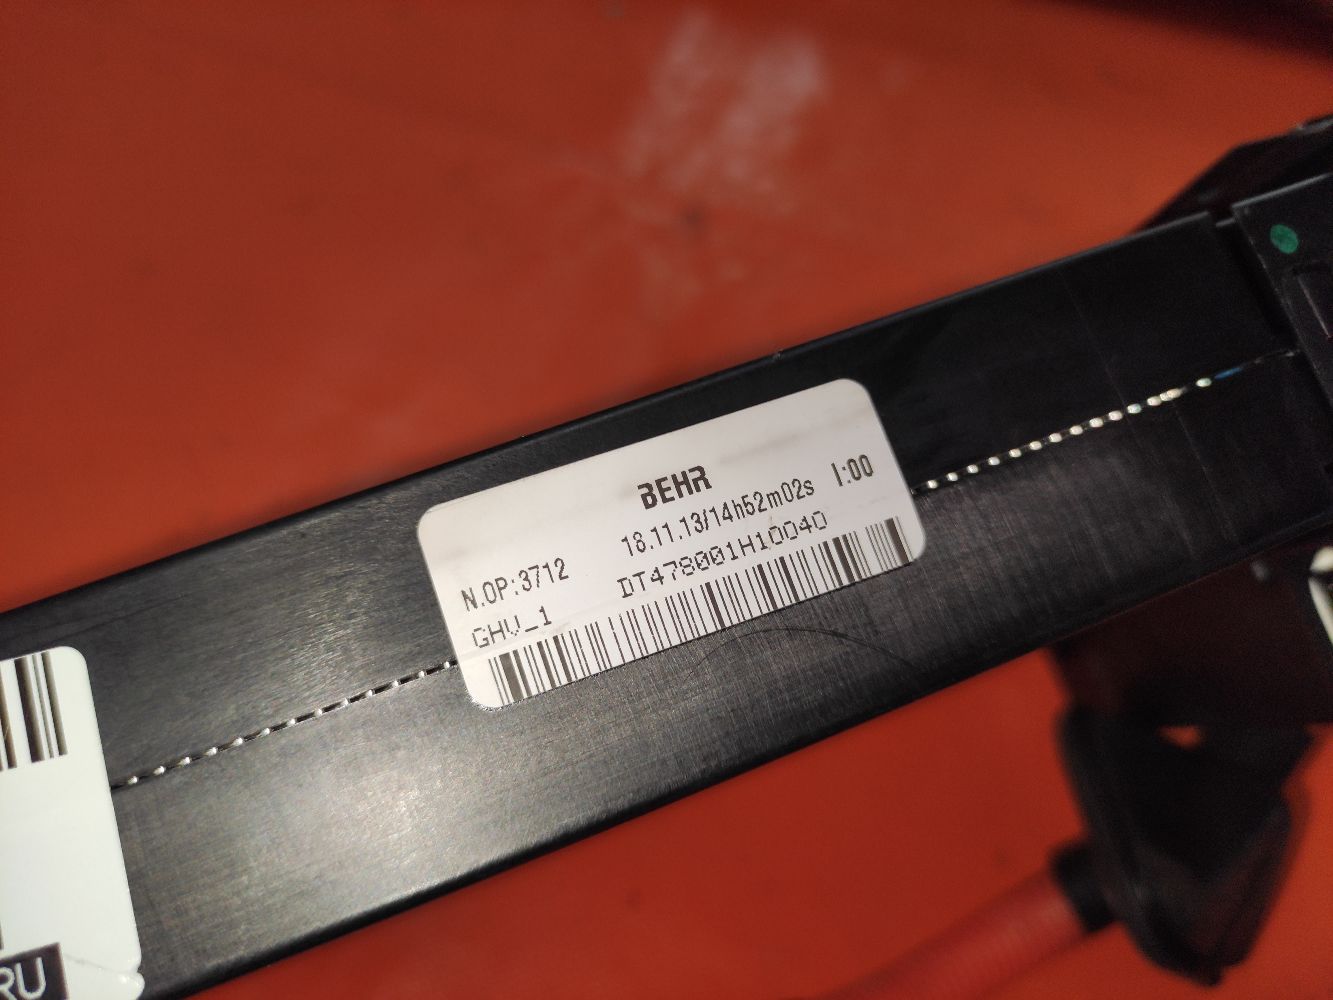 BEHR
18.11.13/14h52m02s I:00
N.OP:3712
DT478001H10040
GHV_1
RU